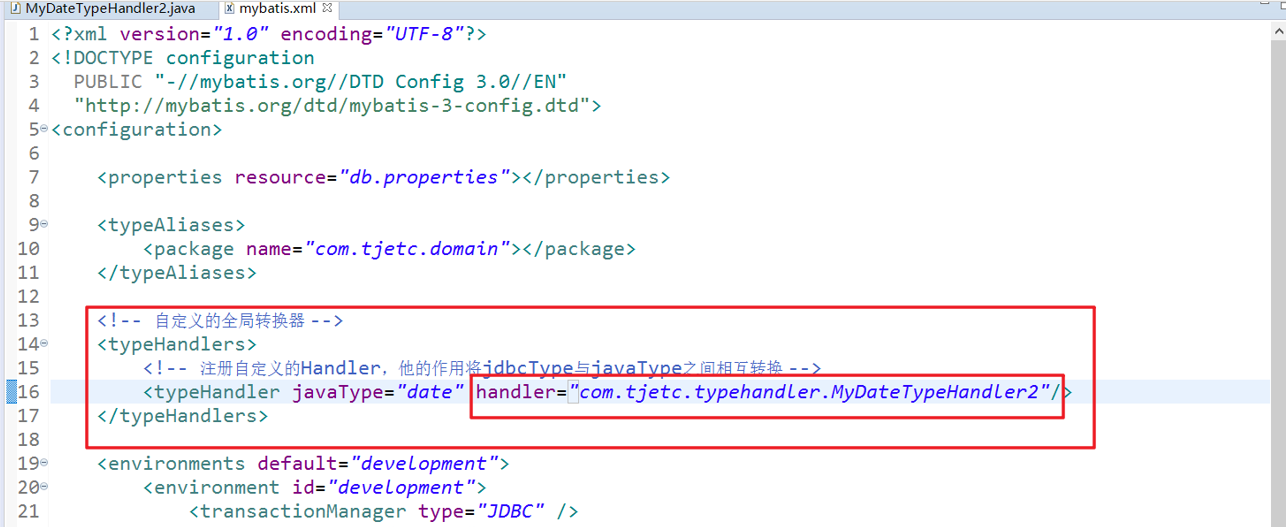 MyDateTypeHandler2.java mybatis.xml
1 <?xml version="1.0" encoding="UTF-8"?>
2 <!DOCTYPE configuration
3 PUBLIC "-//mybatis.org//DTD Config 3.0//EN"
4 "http://mybatis.org/dtd/mybatis-3-config.dtd">
5 <configuration>
6
7 <properties resource="db.properties"></properties>
8
9 <typeAliases>
10 <package name="com.tjetc.domain"></package>
11 </typeAliases>
12
13 <!-- 自定义的全局转换器 -->
14 <typeHandlers>
15 <!-- 注册自定义的Handler，他的作用将jdbcType与javaType之间相互转换 -->
16 <typeHandler javaType="date" handler="com.tjetc.typehandler.MyDateTypeHandler2"/>
17 </typeHandlers>
18
19 <environments default="development">
20 <environment id="development">
21 <transactionManager type="JDBC" />